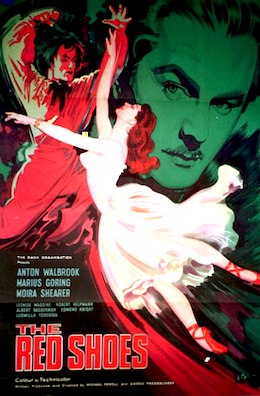 THE RANK ORGANISATION
Presents
ANTON WALBROOK
MARIUS GORING
MOIRA SHEARER
LEONIDE MASSINE ROBERT HELPMANN
ALBERT BASSERMAN ESMOND KNIGHT
LUDMILLA TCHERINA
THE
RED SHOES
Colour by Technicolor
Written, Produced and Directed by MICHAEL POWELL and EMERIC PRESSBURGER